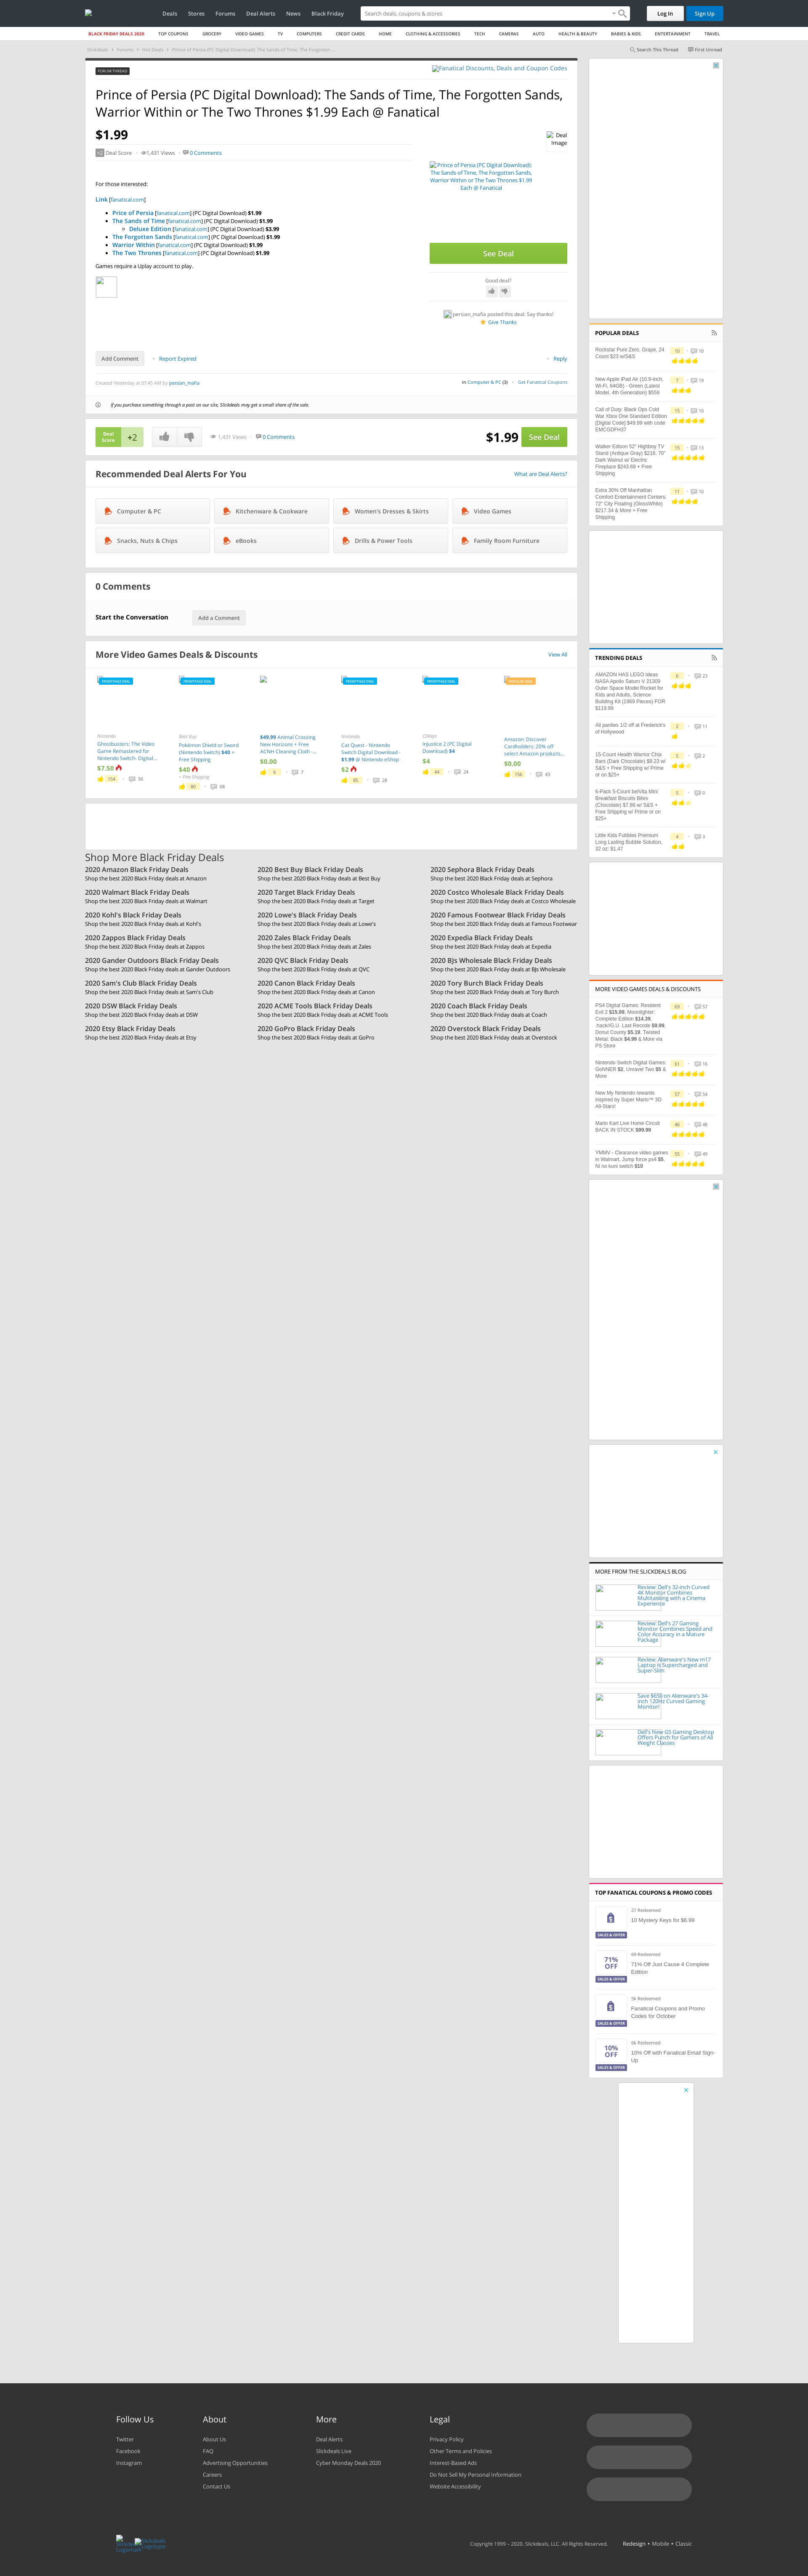 Deals
Stores
Forums
Deal Alerts
News
Black Friday
Search deals, coupons & stores
Log In
Sign Up
BLACK FRIDAY DEALS 2020
TOP COUPONS
GROCERY
VIDEO GAMES
TV
COMPUTERS
CREDIT CARDS
HOME
CLOTHING & ACCESSORIES
TECH
CAMERAS
AUTO
HEALTH & BEAUTY
BABIES & KIDS
ENTERTAINMENT
TRAVEL
Slickdeals > Forums > Hot Deals > Prince of Persia (PC Digital Download): The Sands of Time, The Forgotten ...
Search This Thread
First Unread
FORUM THREAD
Fanatical Discounts, Deals and Coupon Codes
Prince of Persia (PC Digital Download): The Sands of Time, The Forgotten Sands,
Warrior Within or The Two Thrones $1.99 Each @ Fanatical
$1.99
Deal
Image
+2 Deal Score
1,431 Views
0 Comments
Prince of Persia (PC Digital Download):
The Sands of Time, The Forgotten Sands,
Warrior Within or The Two Thrones $1.99
Each @ Fanatical
For those interested:
Link [fanatical.com]
Price of Persia [fanatical.com] (PC Digital Download) $1.99
The Sands of Time [fanatical.com] (PC Digital Download) $1.99
Deluxe Edition [fanatical.com] (PC Digital Download) $3.99
The Forgotten Sands [fanatical.com] (PC Digital Download) $1.99
Warrior Within [fanatical.com] (PC Digital Download) $1.99
The Two Thrones [fanatical.com] (PC Digital Download) $1.99
Games require a Uplay account to play.
See Deal
Good deal?
persian_mafia posted this deal. Say thanks!
Give Thanks
Add Comment
Report Expired
Reply
Created Yesterday at 07:45 AM by persian_mafia
in Computer & PC (3)
Get Fanatical Coupons
If you purchase something through a post on our site, Slickdeals may get a small share of the sale.
Deal
Score
+2
1,431 Views
0 Comments
$1.99
See Deal
Recommended Deal Alerts For You
What are Deal Alerts?
Computer & PC
Kitchenware & Cookware
Women's Dresses & Skirts
Video Games
Snacks, Nuts & Chips
eBooks
Drills & Power Tools
Family Room Furniture
0 Comments
Start the Conversation
Add a Comment
More Video Games Deals & Discounts
View All
FRONTPAGE DEAL
Nintendo
Ghostbusters: The Video
Game Remastered for
Nintendo Switch- Digital...
$7.50
154
56
FRONTPAGE DEAL
Best Buy
Pokémon Shield or Sword
(Nintendo Switch) $40 +
Free Shipping
$40
+ Free Shipping
80
68
$49.99 Animal Crossing
New Horizons + Free
ACNH Cleaning Cloth -...
$0.00
6
7
FRONTPAGE DEAL
Nintendo
Cat Quest - Nintendo
Switch Digital Download -
$1.99 @ Nintendo eShop
$2
65
28
FRONTPAGE DEAL
CDKeys
Injustice 2 (PC Digital
Download) $4
$4
44
24
POPULAR DEAL
Amazon: Discover
Cardholders: 20% off
select Amazon products...
$0.00
156
43
Shop More Black Friday Deals
2020 Amazon Black Friday Deals
Shop the best 2020 Black Friday deals at Amazon
2020 Best Buy Black Friday Deals
Shop the best 2020 Black Friday deals at Best Buy
2020 Sephora Black Friday Deals
Shop the best 2020 Black Friday deals at Sephora
2020 Walmart Black Friday Deals
Shop the best 2020 Black Friday deals at Walmart
2020 Target Black Friday Deals
Shop the best 2020 Black Friday deals at Target
2020 Costco Wholesale Black Friday Deals
Shop the best 2020 Black Friday deals at Costco Wholesale
2020 Kohl's Black Friday Deals
Shop the best 2020 Black Friday deals at Kohl's
2020 Lowe's Black Friday Deals
Shop the best 2020 Black Friday deals at Lowe's
2020 Famous Footwear Black Friday Deals
Shop the best 2020 Black Friday deals at Famous Footwear
2020 Zappos Black Friday Deals
Shop the best 2020 Black Friday deals at Zappos
2020 Zales Black Friday Deals
Shop the best 2020 Black Friday deals at Zales
2020 Expedia Black Friday Deals
Shop the best 2020 Black Friday deals at Expedia
2020 Gander Outdoors Black Friday Deals
Shop the best 2020 Black Friday deals at Gander Outdoors
2020 QVC Black Friday Deals
Shop the best 2020 Black Friday deals at QVC
2020 BJs Wholesale Black Friday Deals
Shop the best 2020 Black Friday deals at BJs Wholesale
2020 Sam's Club Black Friday Deals
Shop the best 2020 Black Friday deals at Sam's Club
2020 Canon Black Friday Deals
Shop the best 2020 Black Friday deals at Canon
2020 Tory Burch Black Friday Deals
Shop the best 2020 Black Friday deals at Tory Burch
2020 DSW Black Friday Deals
Shop the best 2020 Black Friday deals at DSW
2020 ACME Tools Black Friday Deals
Shop the best 2020 Black Friday deals at ACME Tools
2020 Coach Black Friday Deals
Shop the best 2020 Black Friday deals at Coach
2020 Etsy Black Friday Deals
Shop the best 2020 Black Friday deals at Etsy
2020 GoPro Black Friday Deals
Shop the best 2020 Black Friday deals at GoPro
2020 Overstock Black Friday Deals
Shop the best 2020 Black Friday deals at Overstock
POPULAR DEALS
Rockstar Pure Zero, Grape, 24
Count $23 w/S&S
10
10
New Apple iPad Air (10.9-inch,
Wi-Fi, 64GB) - Green (Latest
Model, 4th Generation) $559
7
19
Call of Duty: Black Ops Cold
War Xbox One Standard Edition
[Digital Code] $49.99 with code
EMCGDFH37
15
10
Walker Edison 52" Highboy TV
Stand (Antique Gray) $216, 70"
Dark Walnut w/ Electric
Fireplace $243.68 + Free
Shipping
15
13
Extra 30% Off Manhattan
Comfort Entertainment Centers:
72" City Floating (GlossWhite)
$217.34 & More + Free
Shipping
11
10
TRENDING DEALS
AMAZON HAS LEGO Ideas
NASA Apollo Saturn V 21309
Outer Space Model Rocket for
Kids and Adults, Science
Building Kit (1969 Pieces) FOR
$119.99
6
23
All panties 1/2 off at Frederick's
of Hollywood
2
11
15-Count Health Warrior Chia
Bars (Dark Chocolate) $8.23 w/
S&S + Free Shipping w/ Prime
or on $25+
5
2
6-Pack 5-Count belVita Mini
Breakfast Biscuits Bites
(Chocolate) $7.86 w/ S&S +
Free Shipping w/ Prime or on
$25+
5
0
Little Kids Fubbles Premium
Long Lasting Bubble Solution,
32 oz: $1.47
4
3
MORE VIDEO GAMES DEALS & DISCOUNTS
PS4 Digital Games: Resident
Evil 2 $15.99, Moonlighter:
Complete Edition $14.39,
.hack//G.U. Last Recode $9.99,
Donut County $5.19, Twisted
Metal: Black $4.99 & More via
PS Store
69
57
Nintendo Switch Digital Games:
GoNNER $2, Unravel Two $5 &
More
61
16
New My Nintendo rewards
inspired by Super Mario™ 3D
All-Stars!
57
54
Mario Kart Live Home Circuit
BACK IN STOCK $99.99
46
48
YMMV - Clearance video games
in Walmart. Jump force ps4 $5,
Ni no kuni switch $10
55
49
MORE FROM THE SLICKDEALS BLOG
Review: Dell's 32-inch Curved
4K Monitor Combines
Multitasking with a Cinema
Experience
Review: Dell's 27 Gaming
Monitor Combines Speed and
Color Accuracy in a Mature
Package
Review: Alienware's New m17
Laptop is Supercharged and
Super-Slim
Save $650 on Alienware's 34-
inch 120Hz Curved Gaming
Monitor!
Dell's New G5 Gaming Desktop
Offers Punch for Gamers of All
Weight Classes
TOP FANATICAL COUPONS & PROMO CODES
SALES & OFFER
21 Redeemed
10 Mystery Keys for $8.99
71%
OFF
SALES & OFFER
69 Redeemed
71% Off Just Cause 4 Complete
Edition
SALES & OFFER
5k Redeemed
Fanatical Coupons and Promo
Codes for October
10%
OFF
SALES & OFFER
6k Redeemed
10% Off with Fanatical Email Sign-
Up
Follow Us
Twitter
Facebook
Instagram
About
About Us
FAQ
Advertising Opportunities
Careers
Contact Us
More
Deal Alerts
Slickdeals Live
Cyber Monday Deals 2020
Legal
Privacy Policy
Other Terms and Policies
Interest-Based Ads
Do Not Sell My Personal Information
Website Accessibility
Slickdeals
Logomark
Slickdeals
Logotype
Copyright 1999 - 2020. Slickdeals, LLC. All Rights Reserved.
Redesign • Mobile • Classic